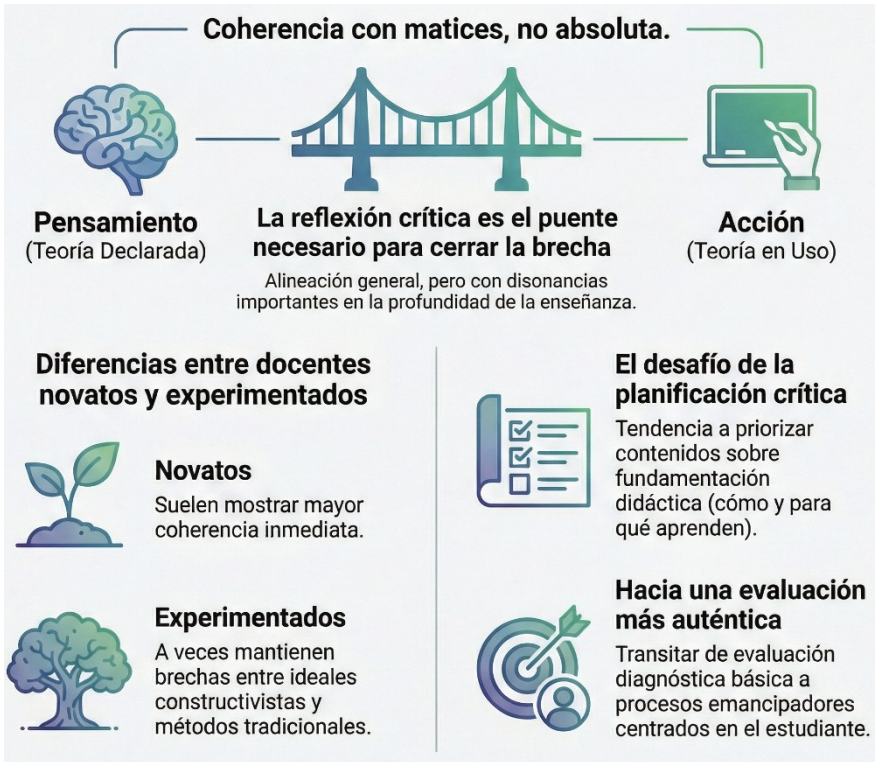 Coherencia con matices, no absoluta.
Pensamiento
(Teoría Declarada)
La reflexión crítica es el puente
necesario para cerrar la brecha
Alineación general, pero con disonancias
importantes en la profundidad de la enseñanza.
Acción
(Teoría en Uso)
Diferencias entre docentes
novatos y experimentados
Novatos
Suelen mostrar mayor
coherencia inmediata.
Experimentados
A veces mantienen
brechas entre ideales
constructivistas y
métodos tradicionales.
El desafío de la
planificación crítica
Tendencia a priorizar
contenidos sobre
fundamentación
didáctica (cómo y para
qué aprenden).
Hacia una evaluación
más auténtica
Transitar de evaluación
diagnóstica básica a
procesos emancipadores
centrados en el estudiante.